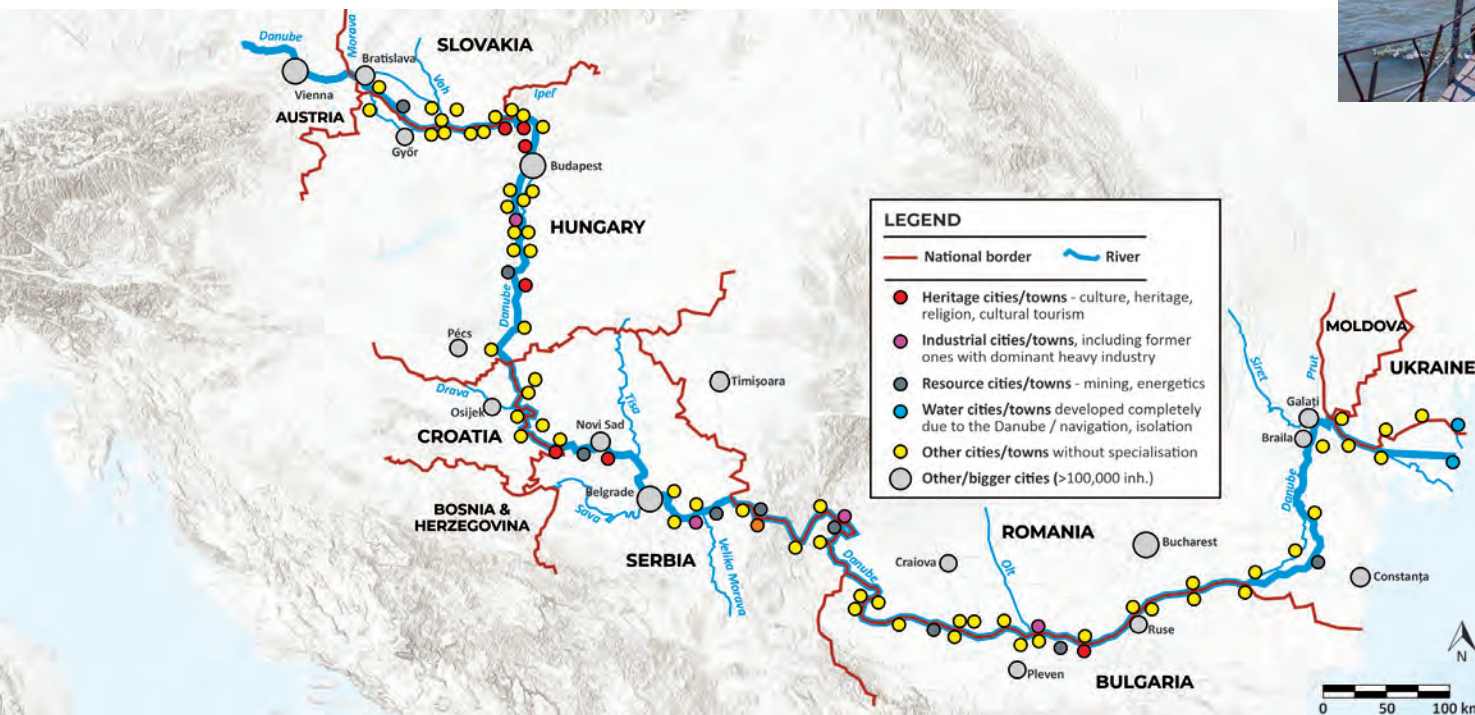 Danube
Morava
SLOVAKIA
Bratislava
Vah
Vienna
Ipeľ
AUSTRIA
Győr
Budapest
HUNGARY
Danube
Pécs
Drava
Osijek
Tisa
Timișoara
Novi Sad
CROATIA
Belgrade
BOSNIA &
HERZEGOVINA
Sava
SERBIA
Velika Morava
Danube
Craiova
Olt
ROMANIA
Bucharest
Pleven
Ruse
BULGARIA
Constanța
Danube
Braila
Galați
Siret
Prut
MOLDOVA
UKRAINE
LEGEND
National border
River
Heritage cities/towns - culture, heritage,
religion, cultural tourism
Industrial cities/towns, including former
ones with dominant heavy industry
Resource cities/towns - mining, energetics
Water cities/towns developed completely
due to the Danube / navigation, isolation
Other cities/towns without specialisation
Other/bigger cities (>100,000 inh.)
N
0 50 100 km